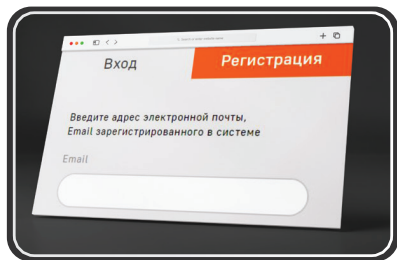 Вход
Регистрация
Введите адрес электронной почты,
Email зарегистрированного в системе
Email